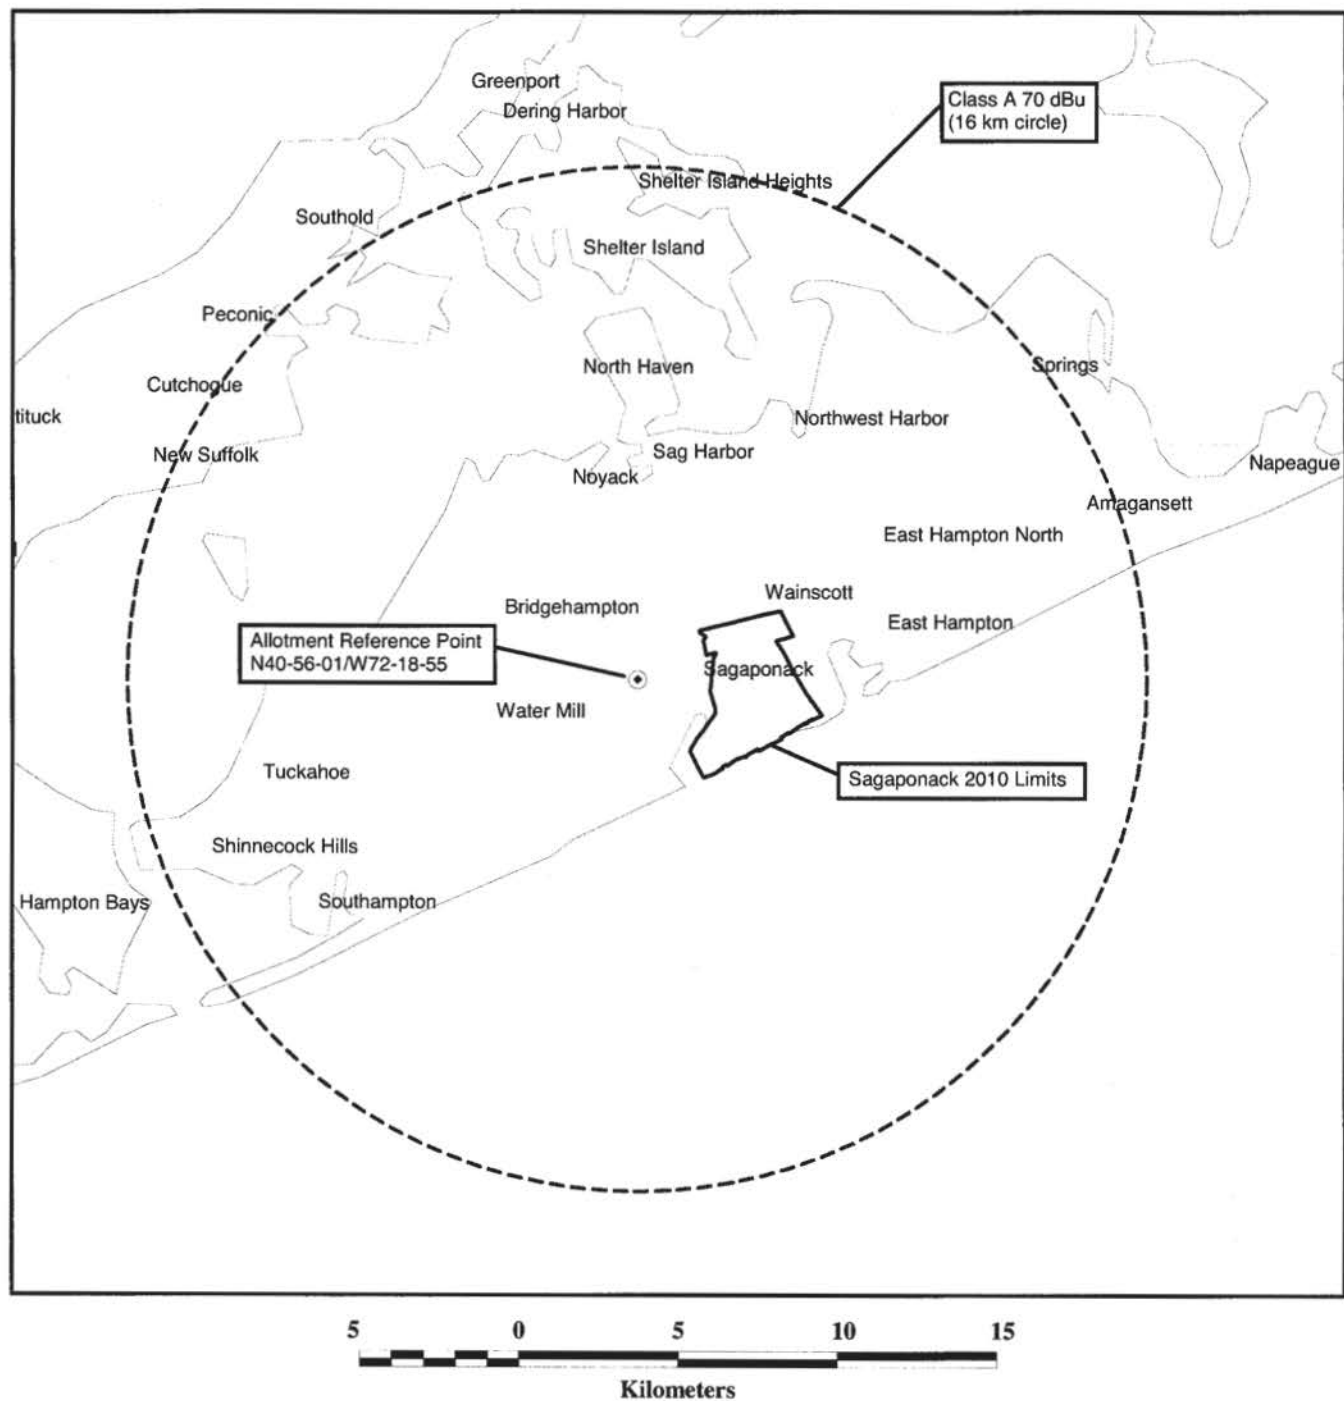 Greenport
Class A 70 dBu
(16 km circle)
Dering Harbor
Shelter Island Heights
Southold
Shelter Island
Peconic
North Haven
Springs
Cutchogue
tituck
Northwest Harbor
New Suffolk
Sag Harbor
Napeague
Noyack
Amagansett
East Hampton North
Wainscott
Bridgehampton
East Hampton
Allotment Reference Point
N40-56-01/W72-18-55
Sagaponack
Water Mill
Tuckahoe
Sagaponack 2010 Limits
Shinnecock Hills
Hampton Bays
Southampton
5 0 5 10 15
Kilometers